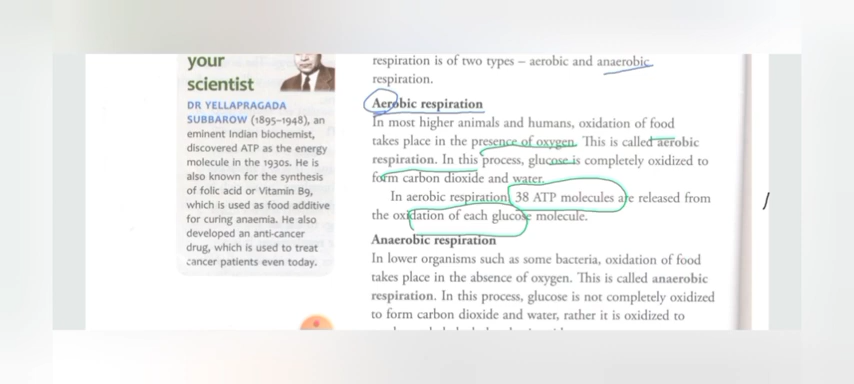 your
scientist
DR YELLAPRAGADA
SUBBAROW (1895–1948), an
eminent Indian biochemist,
discovered ATP as the energy
molecule in the 1930s. He is
also known for the synthesis
of folic acid or Vitamin B9,
which is used as food additive
for curing anaemia. He also
developed an anti-cancer
drug, which is used to treat
cancer patients even today.
respiration is of two types – aerobic and anaerobic
respiration.
Aerobic respiration
In most higher animals and humans, oxidation of food
takes place in the presence of oxygen. This is called aerobic
respiration. In this process, glucose is completely oxidized to
form carbon dioxide and water.
In aerobic respiration, 38 ATP molecules are released from
the oxidation of each glucose molecule.
Anaerobic respiration
In lower organisms such as some bacteria, oxidation of food
takes place in the absence of oxygen. This is called anaerobic
respiration. In this process, glucose is not completely oxidized
to form carbon dioxide and water, rather it is oxidized to